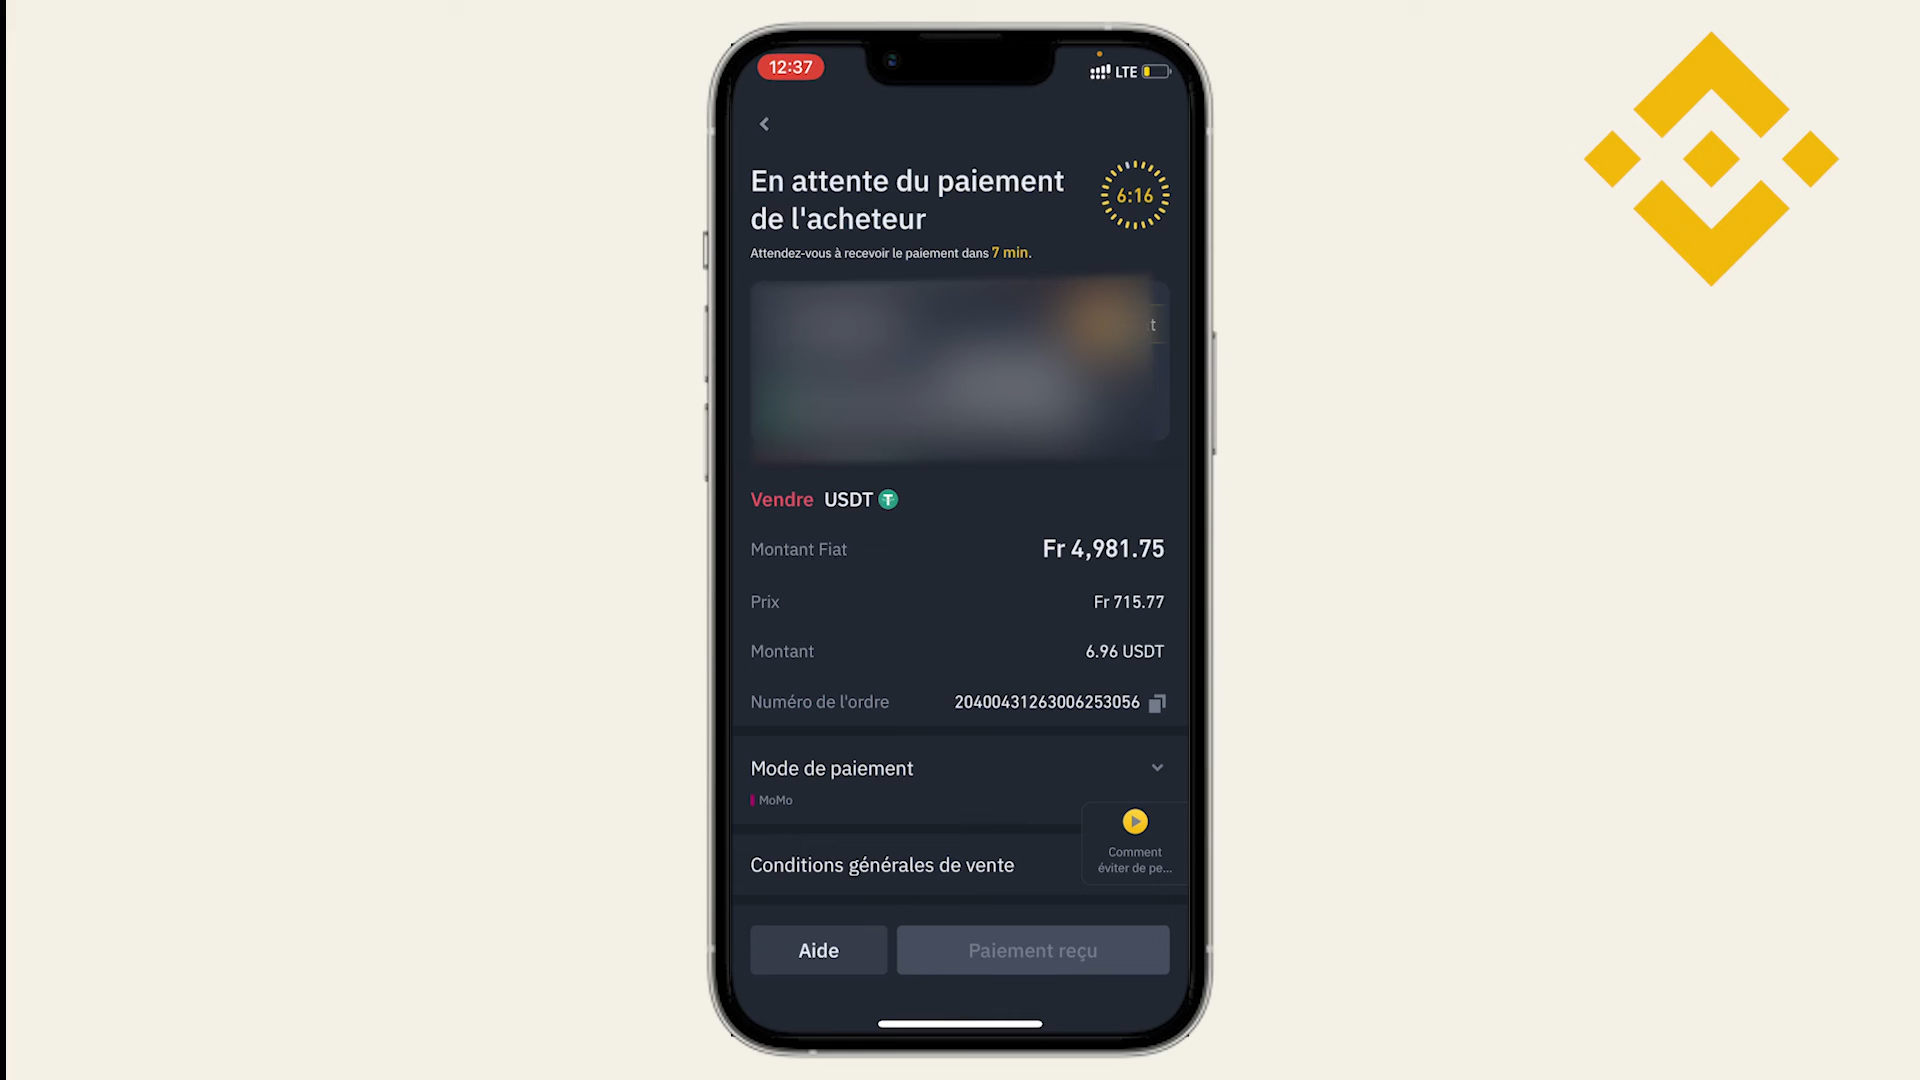 12:37
LTE
En attente du paiement
de l'acheteur
6:16
Attendez-vous à recevoir le paiement dans 7 min.
t
Vendre USDT
Montant Fiat
Fr 4,981.75
Prix
Fr 715.77
Montant
6.96 USDT
Numéro de l'ordre
20400431263006253056
Mode de paiement
MoMo
Comment
éviter de pe...
Conditions générales de vente
Aide
Paiement reçu